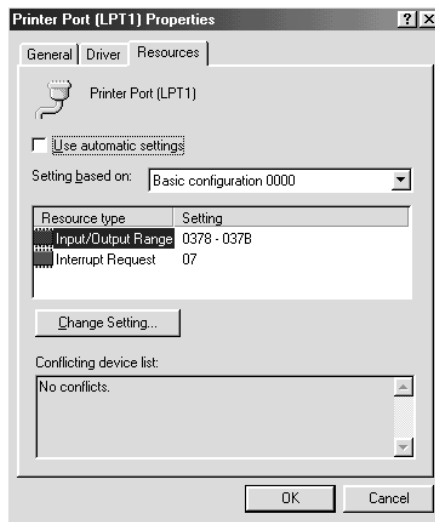 Printer Port (LPT1) Properties
General Driver Resources
Printer Port (LPT1)
Use automatic settings
Setting based on: Basic configuration 0000
Resource type Setting
Input/Output Range 0378 - 037B
Interrupt Request 07
Change Setting...
Conflicting device list:
No conflicts.
OK Cancel